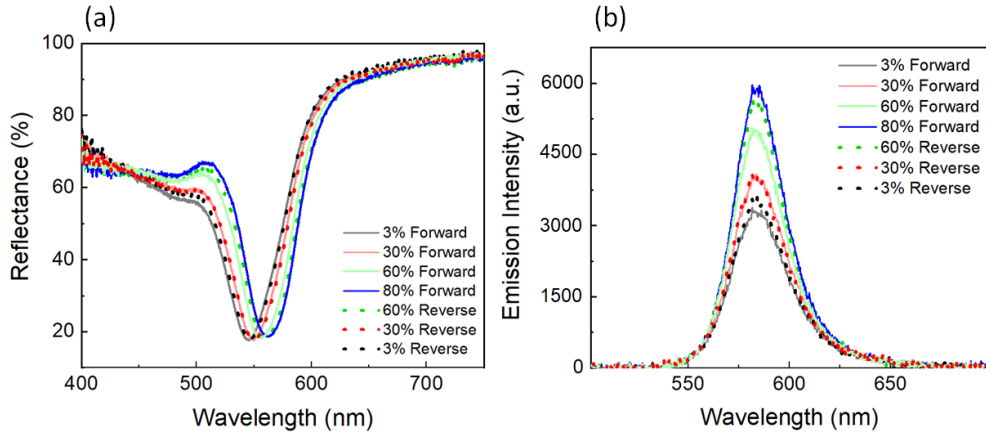 (a)
Reflectance (%)
100
80
60
40
20
400
500
600
700
Wavelength (nm)
3% Forward
30% Forward
60% Forward
80% Forward
60% Reverse
30% Reverse
3% Reverse
(b)
Emission Intensity (a.u.)
6000
4500
3000
1500
0
550
600
650
Wavelength (nm)
3% Forward
30% Forward
60% Forward
80% Forward
60% Reverse
30% Reverse
3% Reverse